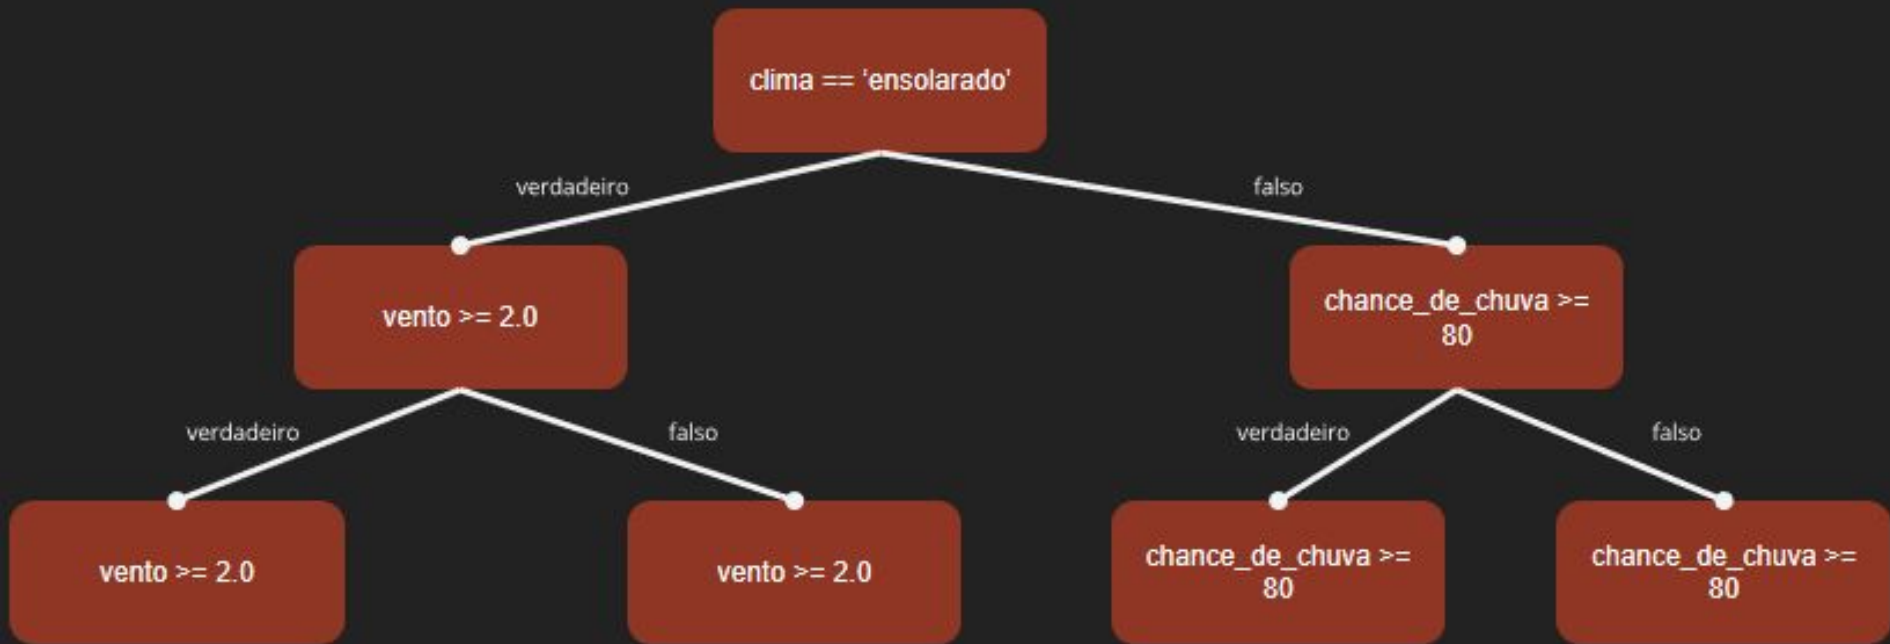 clima == 'ensolarado'
verdadeiro
falso
vento >= 2.0
chance_de_chuva >=
80
verdadeiro
falso
verdadeiro
falso
vento >= 2.0
vento >= 2.0
chance_de_chuva >=
80
chance_de_chuva >=
80